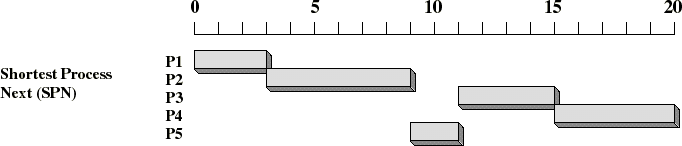 0 5 10 15 20
P1
Shortest Process P2
Next (SPN) P3
P4
P5